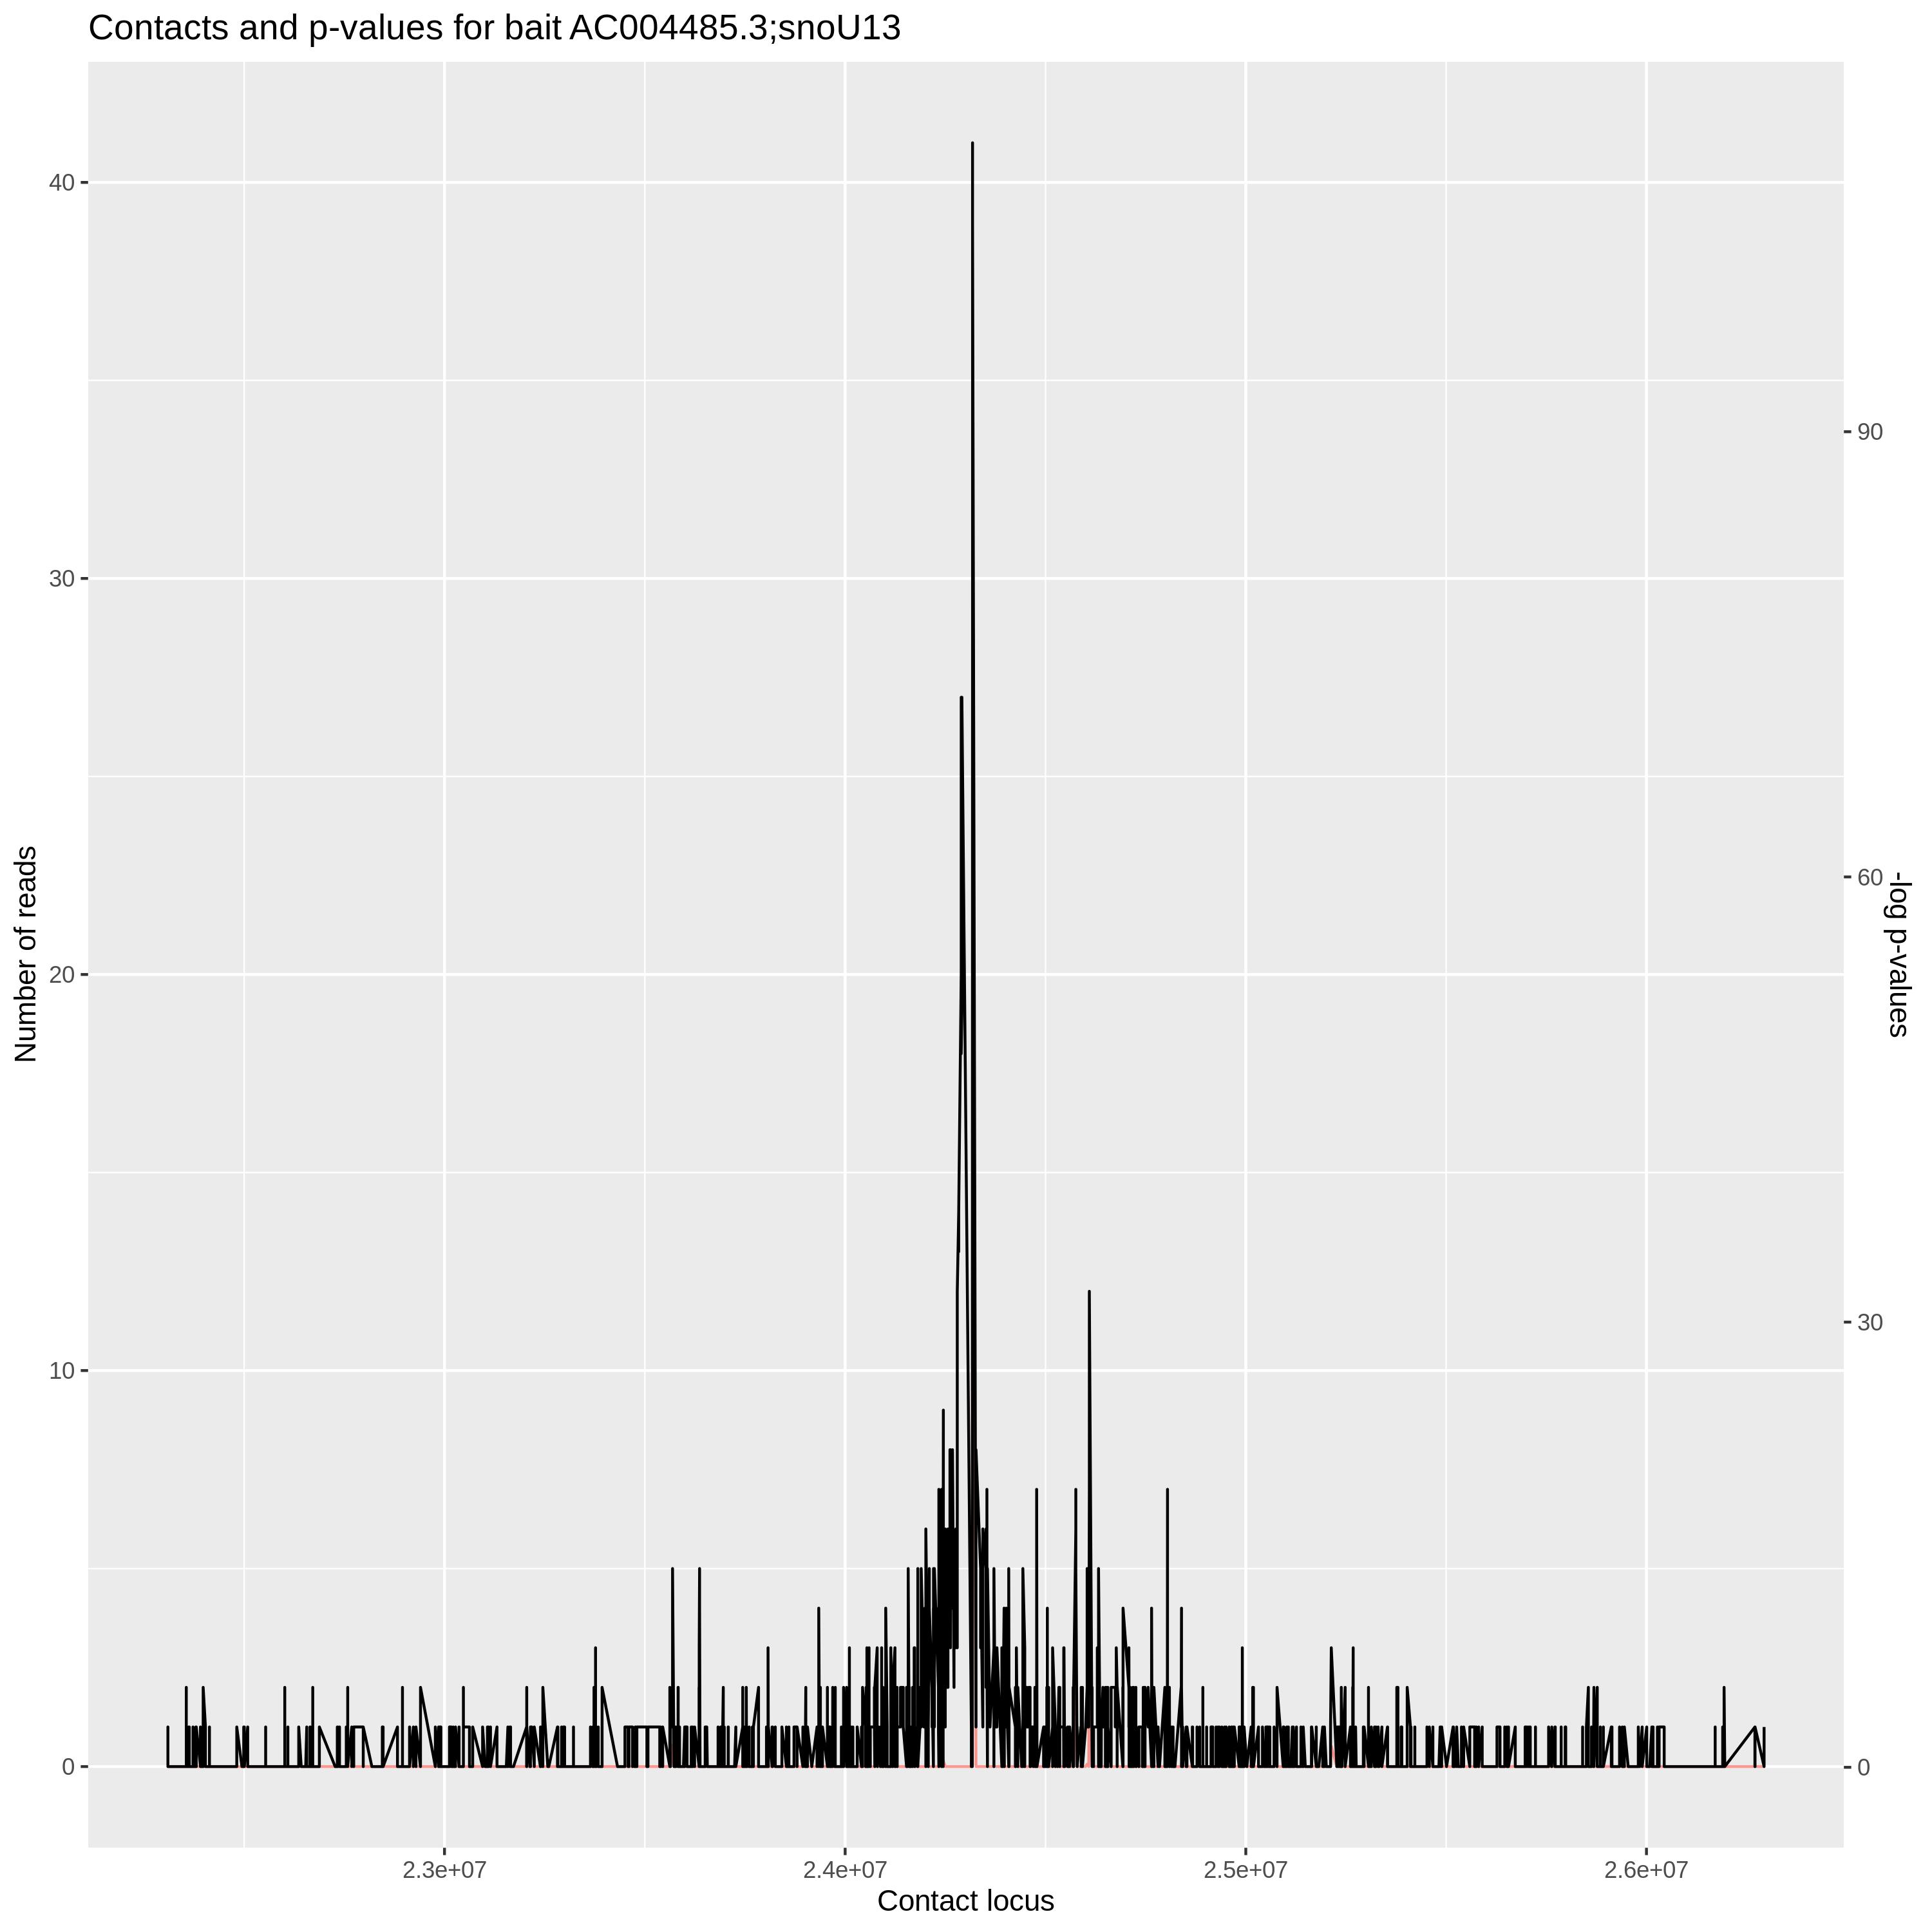 Contacts and p-values for bait AC004485.3;snoU13
40
30
20
10
0
90
60
30
0
Number of reads
-log p-values
2.3e+07
2.4e+07
2.5e+07
2.6e+07
Contact locus